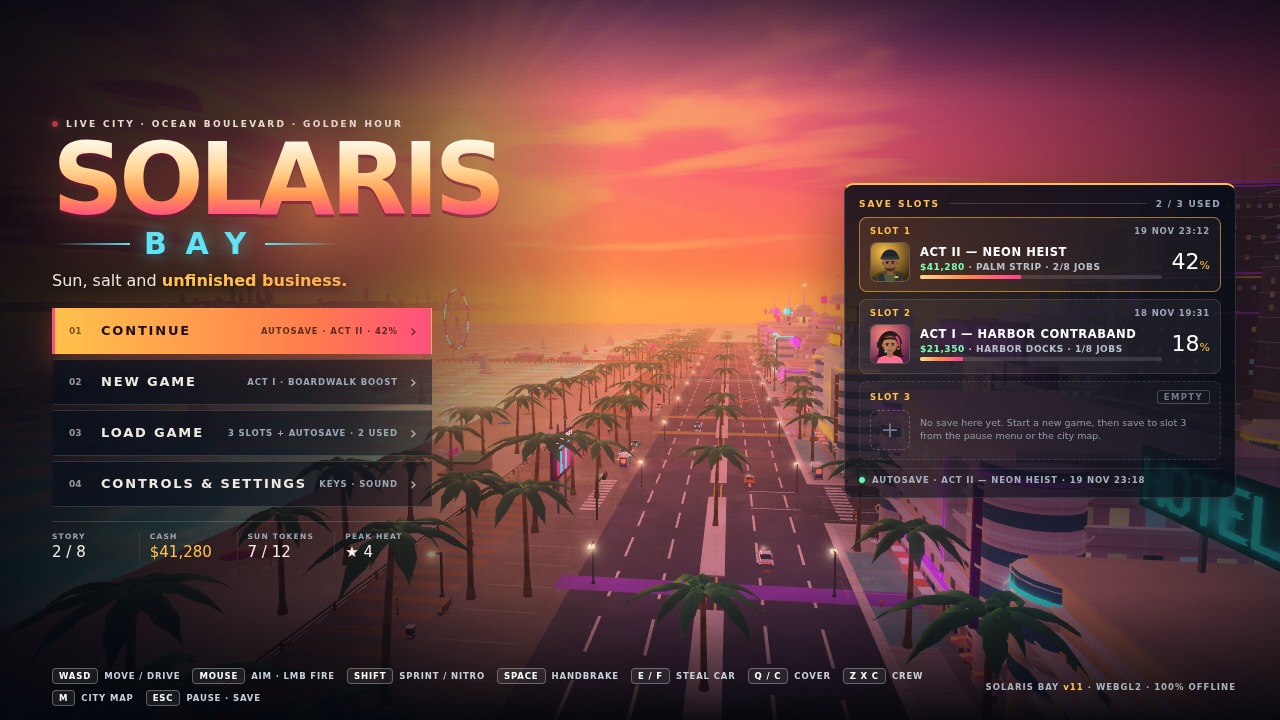 LIVE CITY · OCEAN BOULEVARD · GOLDEN HOUR
SOLARIS
BAY
Sun, salt and unfinished business.
01 CONTINUE AUTOSAVE · ACT II · 42% ›
02 NEW GAME ACT I · BOARDWALK BOOST ›
03 LOAD GAME 3 SLOTS + AUTOSAVE · 2 USED ›
04 CONTROLS & SETTINGS KEYS · SOUND ›
STORY CASH SUN TOKENS PEAK HEAT
2 / 8 $41,280 7 / 12 ★ 4
SAVE SLOTS 2 / 3 USED
SLOT 1 19 NOV 23:12
ACT II — NEON HEIST
$41,280 · PALM STRIP · 2/8 JOBS
42%
SLOT 2 18 NOV 19:31
ACT I — HARBOR CONTRABAND
$21,350 · HARBOR DOCKS · 1/8 JOBS
18%
SLOT 3 EMPTY
No save here yet. Start a new game, then save to slot 3
from the pause menu or the city map.
AUTOSAVE · ACT II — NEON HEIST · 19 NOV 23:18
HOTEL
WASD MOVE / DRIVE MOUSE AIM · LMB FIRE SHIFT SPRINT / NITRO SPACE HANDBRAKE E / F STEAL CAR Q / C COVER Z X C CREW
M CITY MAP ESC PAUSE · SAVE
SOLARIS BAY v11 · WEBGL2 · 100% OFFLINE